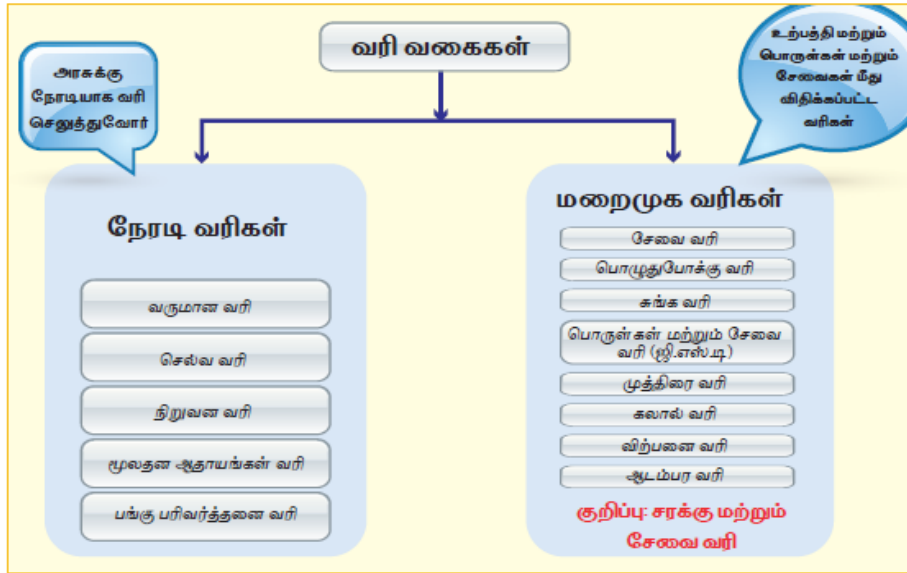 வரி வகைகள்
அரசுக்கு
நேரடியாக வரி
செலுத்துவோர்
உற்பத்தி மற்றும்
பொருள்கள் மற்றும்
சேவைகள் மீது
விதிக்கப்பட்ட
வரிகள்
நேரடி வரிகள்
வருமான வரி
செல்வ வரி
நிறுவன வரி
மூலதன ஆதாயங்கள் வரி
பங்கு பரிவர்த்தனை வரி
மறைமுக வரிகள்
சேவை வரி
பொழுதுபோக்கு வரி
சுங்க வரி
பொருள்கள் மற்றும் சேவை
வரி (ஜி.எஸ்.டி)
முத்திரை வரி
கலால் வரி
விற்பனை வரி
ஆடம்பர வரி
குறிப்பு: சரக்கு மற்றும்
சேவை வரி